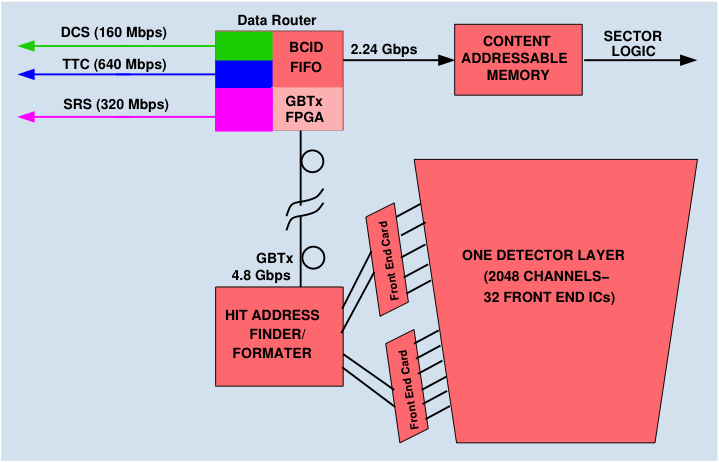 Data Router
DCS (160 Mbps)
TTC (640 Mbps)
SRS (320 Mbps)
BCID
FIFO
GBTx
FPGA
2.24 Gbps
CONTENT
ADDRESSABLE
MEMORY
SECTOR
LOGIC
GBTx
4.8 Gbps
HIT ADDRESS
FINDER/
FORMATER
Front End Card
Front End Card
ONE DETECTOR LAYER
(2048 CHANNELS–
32 FRONT END ICs)